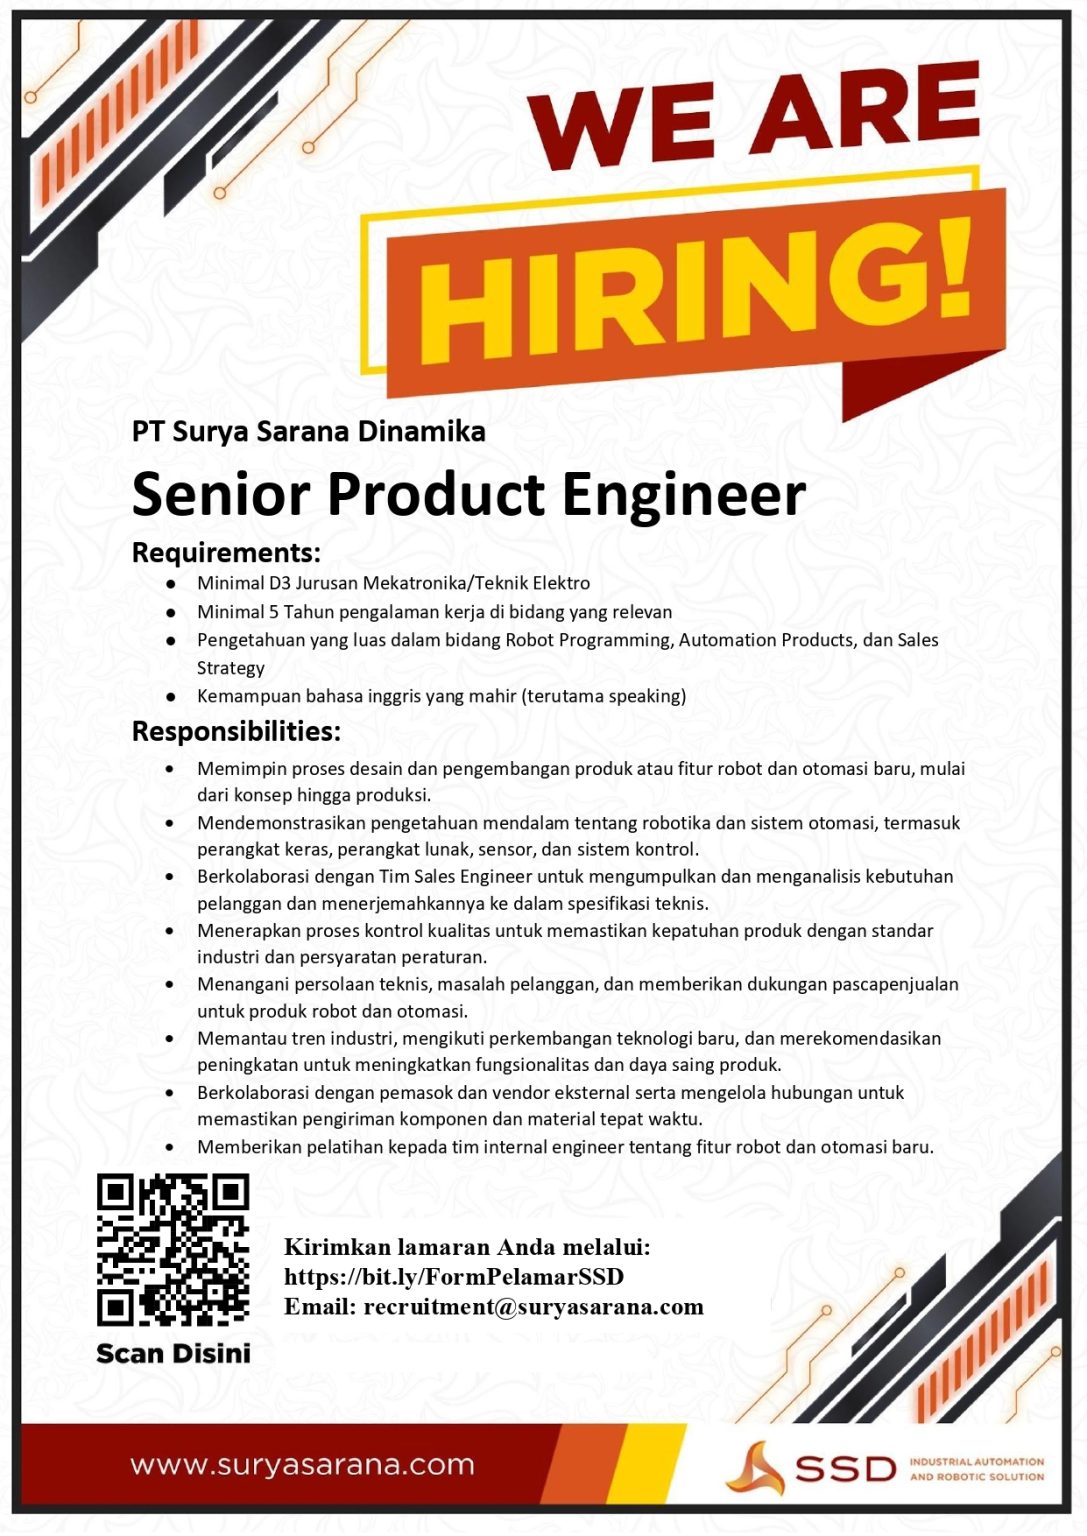 WE ARE
HIRING!
PT Surya Sarana Dinamika
Senior Product Engineer
Requirements:
● Minimal D3 Jurusan Mekatronika/Teknik Elektro
● Minimal 5 Tahun pengalaman kerja di bidang yang relevan
● Pengetahuan yang luas dalam bidang Robot Programming, Automation Products, dan Sales
Strategy
● Kemampuan bahasa inggris yang mahir (terutama speaking)
Responsibilities:
• Memimpin proses desain dan pengembangan produk atau fitur robot dan otomasi baru, mulai
dari konsep hingga produksi.
• Mendemonstrasikan pengetahuan mendalam tentang robotika dan sistem otomasi, termasuk
perangkat keras, perangkat lunak, sensor, dan sistem kontrol.
• Berkolaborasi dengan Tim Sales Engineer untuk mengumpulkan dan menganalisis kebutuhan
pelanggan dan menerjemahkannya ke dalam spesifikasi teknis.
• Menerapkan proses kontrol kualitas untuk memastikan kepatuhan produk dengan standar
industri dan persyaratan peraturan.
• Menangani persolaan teknis, masalah pelanggan, dan memberikan dukungan pascapenjualan
untuk produk robot dan otomasi.
• Memantau tren industri, mengikuti perkembangan teknologi baru, dan merekomendasikan
peningkatan untuk meningkatkan fungsionalitas dan daya saing produk.
• Berkolaborasi dengan pemasok dan vendor eksternal serta mengelola hubungan untuk
memastikan pengiriman komponen dan material tepat waktu.
• Memberikan pelatihan kepada tim internal engineer tentang fitur robot dan otomasi baru.
Kirimkan lamaran Anda melalui:
https://bit.ly/FormPelamarSSD
Email: recruitment@suryasarana.com
Scan Disini
www.suryasarana.com
SSD
INDUSTRIAL AUTOMATION
AND ROBOTIC SOLUTION